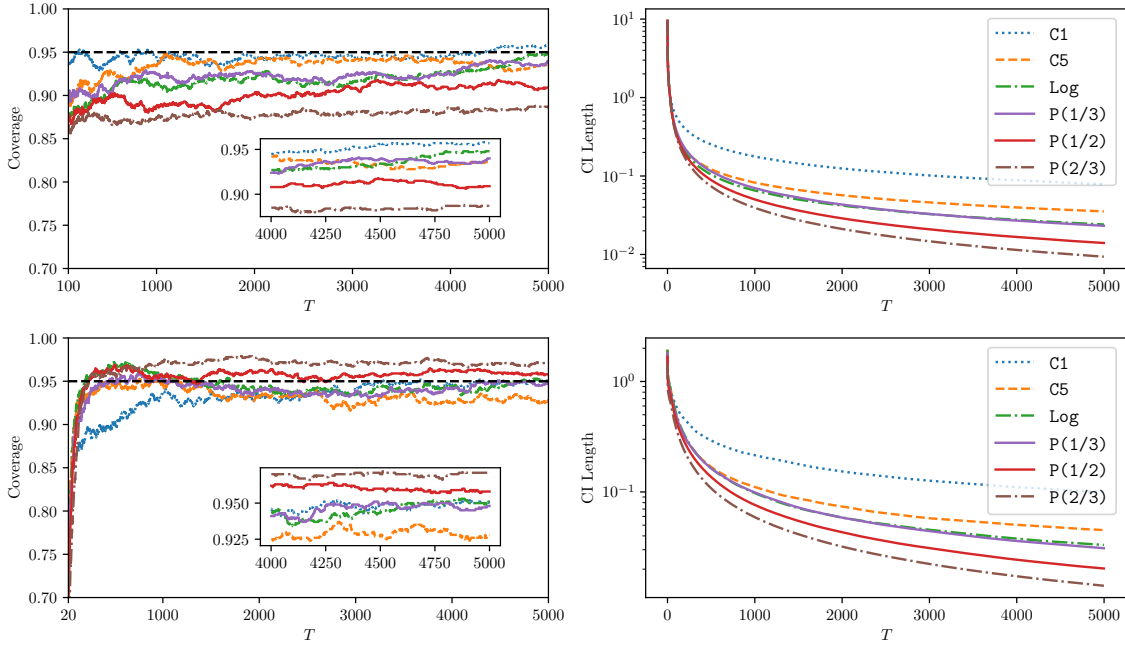 1.00
0.95
0.90
0.85
0.80
0.75
0.70
Coverage
0.95
0.90
4000 4250 4500 4750 5000
100 1000 2000 3000 4000 5000
T
10^1
10^0
10^-1
10^-2
CI Length
C1
C5
Log
P(1/3)
P(1/2)
P(2/3)
0 1000 2000 3000 4000 5000
T
1.00
0.95
0.90
0.85
0.80
0.75
0.70
Coverage
0.950
0.925
4000 4250 4500 4750 5000
20 1000 2000 3000 4000 5000
T
10^0
10^-1
CI Length
C1
C5
Log
P(1/3)
P(1/2)
P(2/3)
0 1000 2000 3000 4000 5000
T